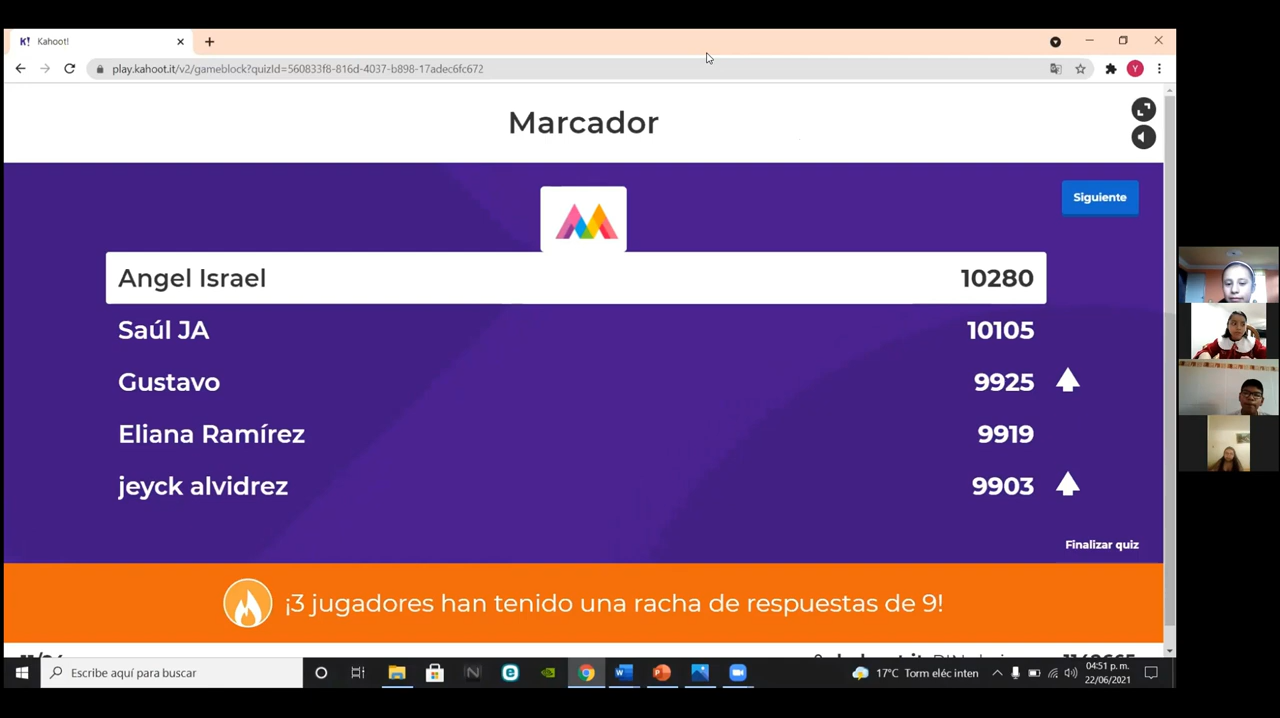 Kahoot!
play.kahoot.it/v2/gameblock?quizId=560833f8-816d-4037-b898-17adec6fc672
Y
Marcador
Siguiente
Angel Israel 10280
Saúl JA 10105
Gustavo 9925
Eliana Ramírez 9919
jeyck alvidrez 9903
Finalizar quiz
¡3 jugadores han tenido una racha de respuestas de 9!
Escribe aquí para buscar
17°C Torm eléc inten
04:51 p. m.
22/06/2021